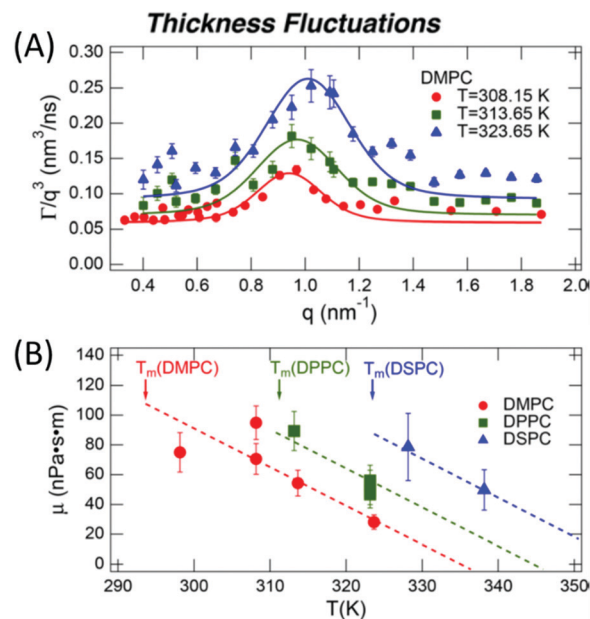 Thickness Fluctuations
(A)
0.30
0.25
0.20
0.15
0.10
0.05
0.00
Γ/q³ (nm³/ns)
DMPC
T=308.15 K
T=313.65 K
T=323.65 K
0.4 0.6 0.8 1.0 1.2 1.4 1.6 1.8 2.0
q (nm⁻¹)
(B)
140
120
100
80
60
40
20
0
μ (nPa•s•m)
Tₘ(DMPC) Tₘ(DPPC) Tₘ(DSPC)
DMPC
DPPC
DSPC
290 300 310 320 330 340 350
T(K)